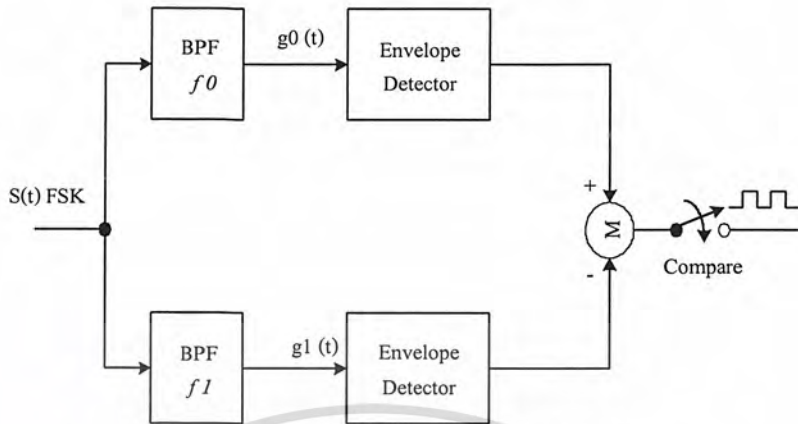 BPF
f0
g0 (t)
Envelope
Detector
S(t) FSK
+
M
-
Compare
BPF
f1
g1 (t)
Envelope
Detector